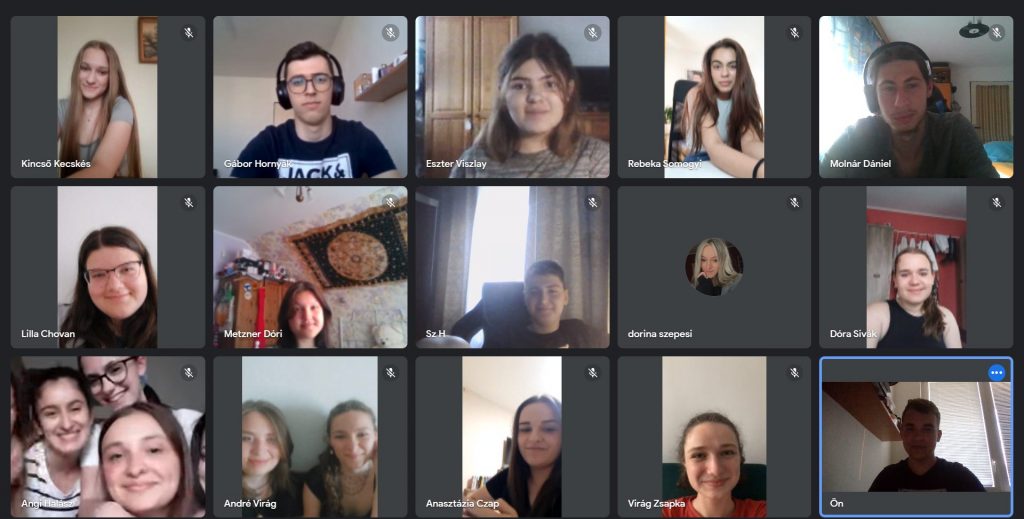 Kincső Kecskés
Gábor Hornyák
JACK &
Eszter Viszlay
Rebeka Somogyi
Molnár Dániel
Lilla Chovan
Metzner Dóri
Sz H
dorina szepesi
Dóra Sivák
Angi Halász
André Virág
Anasztázia Czap
Virág Zsapka
Ön